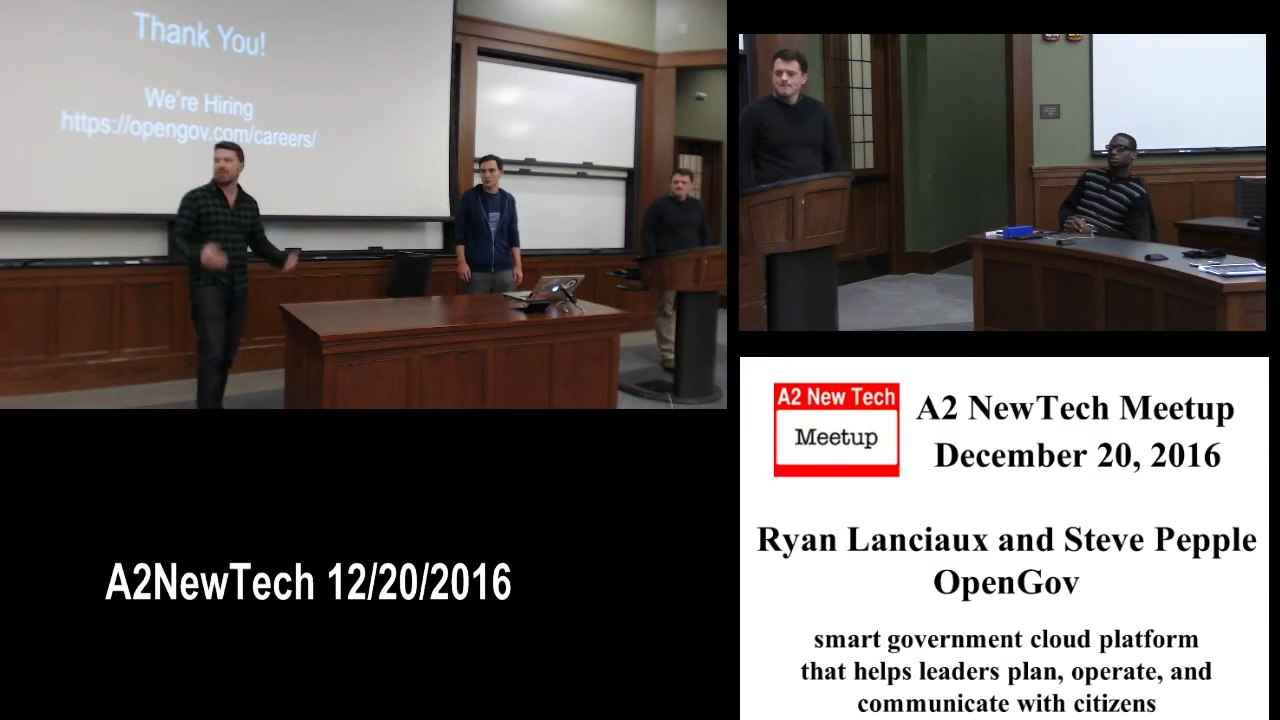 Thank You!
We're Hiring
https://opengov.com/careers/
A2NewTech 12/20/2016
A2 New Tech
Meetup
A2 NewTech Meetup
December 20, 2016
Ryan Lanciaux and Steve Pepple
OpenGov
smart government cloud platform
that helps leaders plan, operate, and
communicate with citizens